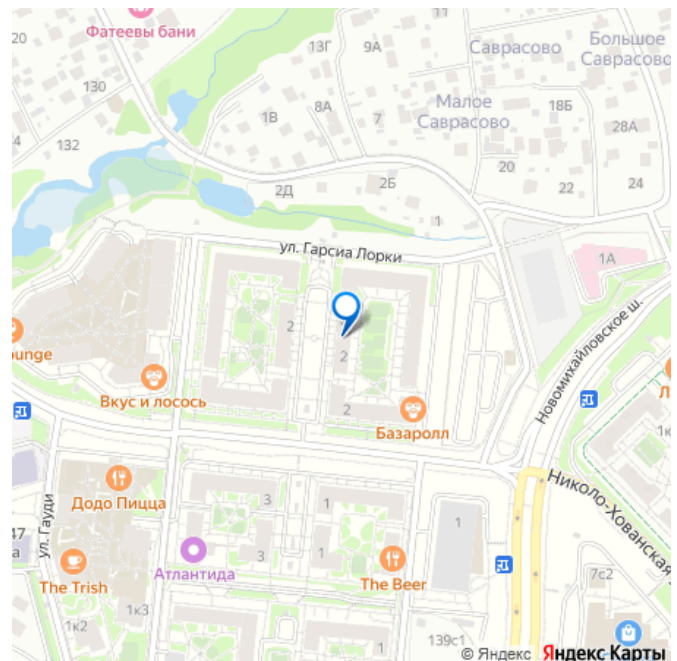 Фатеевы бани
13Г
9А
Саврасово
Большое
Саврасово
130
8А
1В
7
Малое
Саврасово
18Б
28А
4
132
20
22
24
2Д
2Б
1
ул. Гарсиа Лорки
1А
2
2
2
ounge
Вкус и лосось
Базаролл
Новомихайловское ш.
Л
1к
Николо-Хованская
Додо Пицца
3
1
1
47
а
ул. Гауди
Атлантида
3
1
The Beer
The Trish
7с2
1к3
1к2
139с1
© Яндекс Яндекс Карты